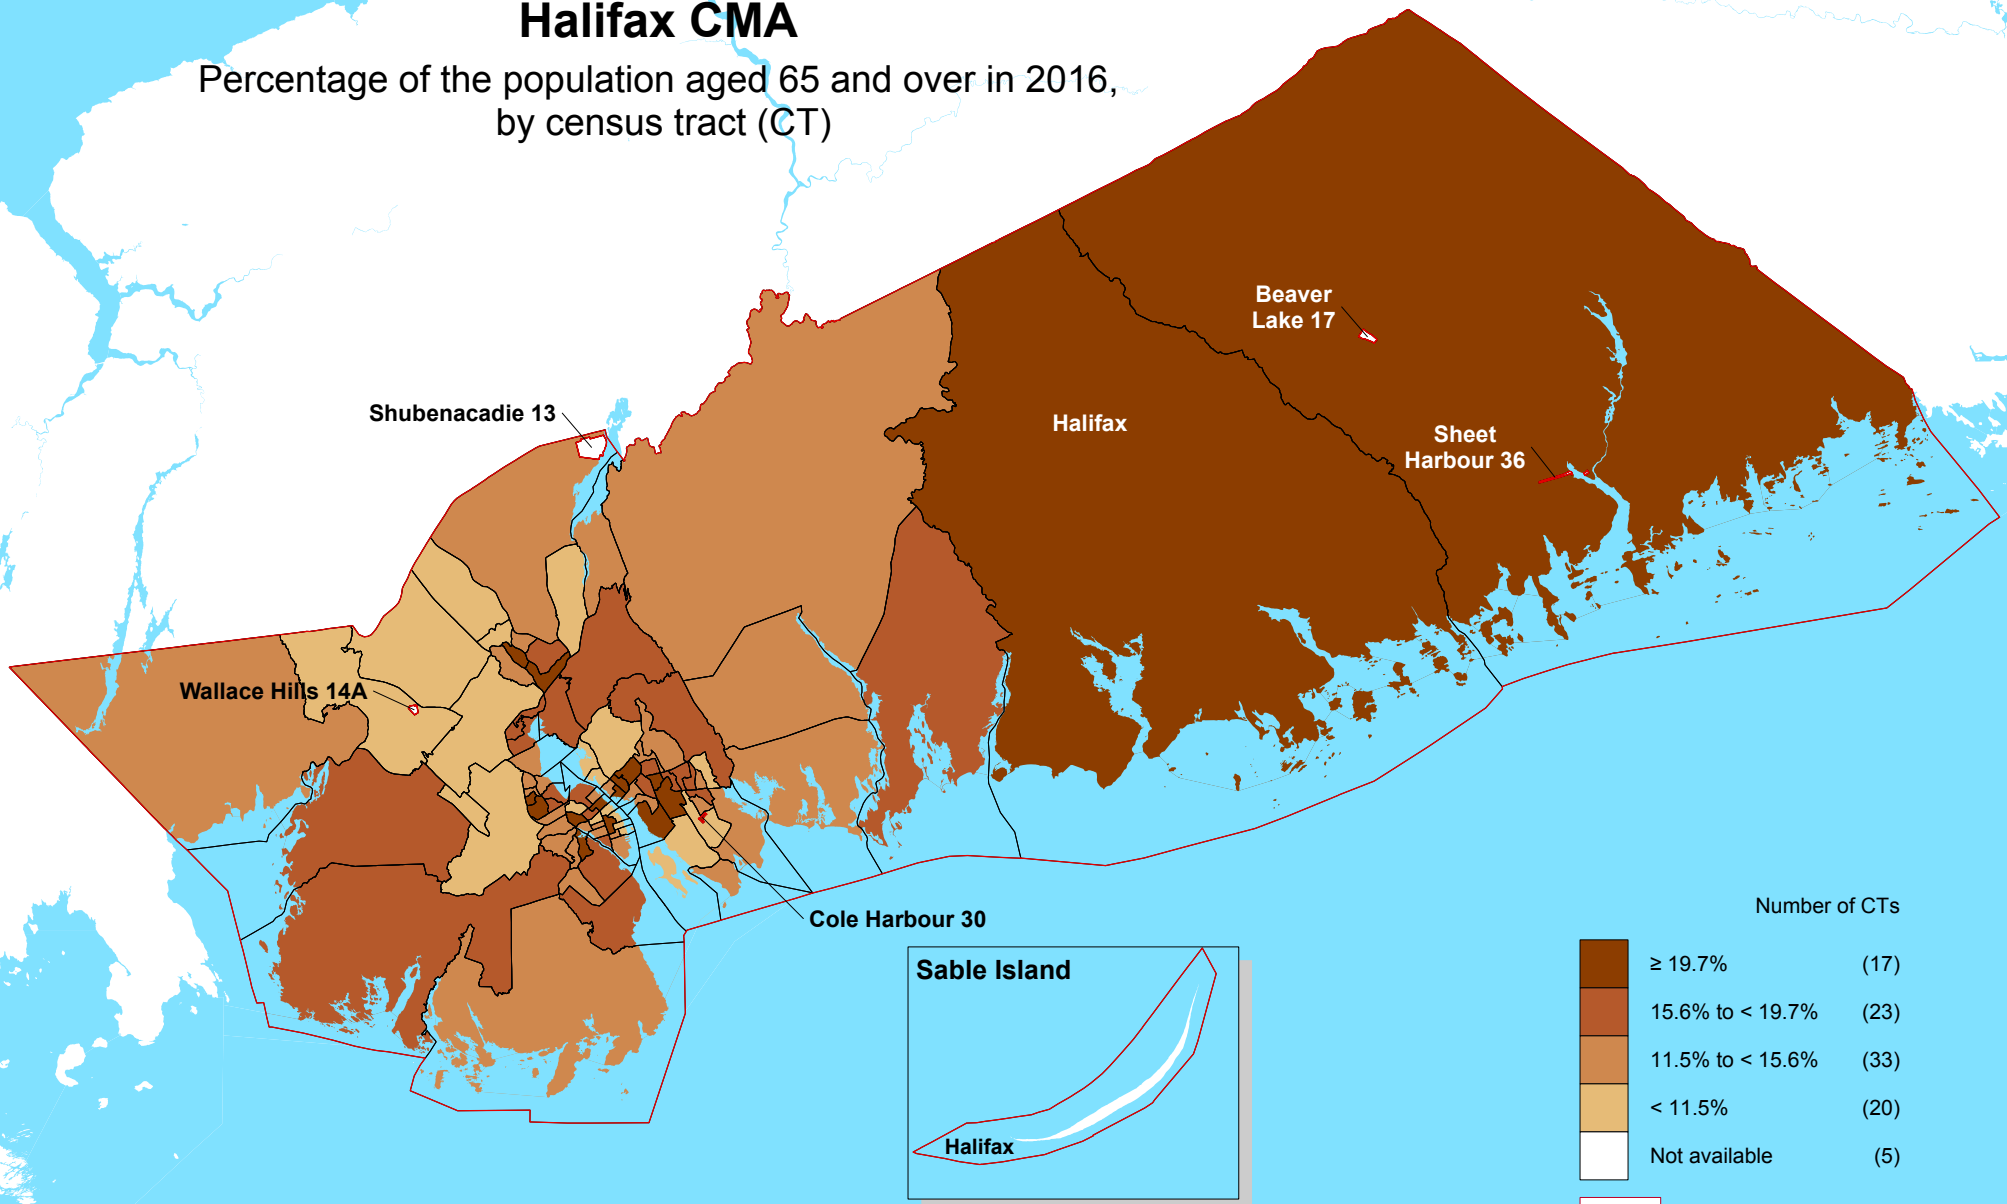 Halifax CMA
Percentage of the population aged 65 and over in 2016,
by census tract (CT)
Beaver
Lake 17
Shubenacadie 13
Halifax
Sheet
Harbour 36
Wallace Hills 14A
Cole Harbour 30
Sable Island
Halifax
Number of CTs
≥ 19.7% (17)
15.6% to < 19.7% (23)
11.5% to < 15.6% (33)
< 11.5% (20)
Not available (5)